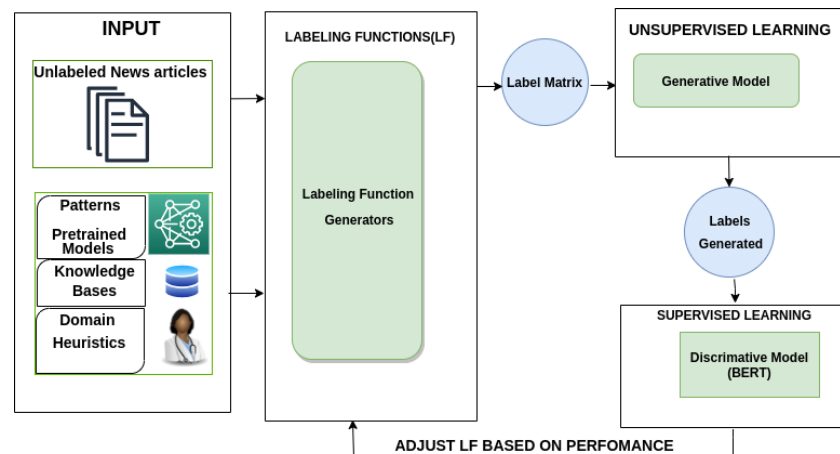 INPUT
Unlabeled News articles
Patterns
Pretrained
Models
Knowledge
Bases
Domain
Heuristics
LABELING FUNCTIONS(LF)
Labeling Function
Generators
Label Matrix
UNSUPERVISED LEARNING
Generative Model
Labels
Generated
SUPERVISED LEARNING
Discrimative Model
(BERT)
ADJUST LF BASED ON PERFOMANCE